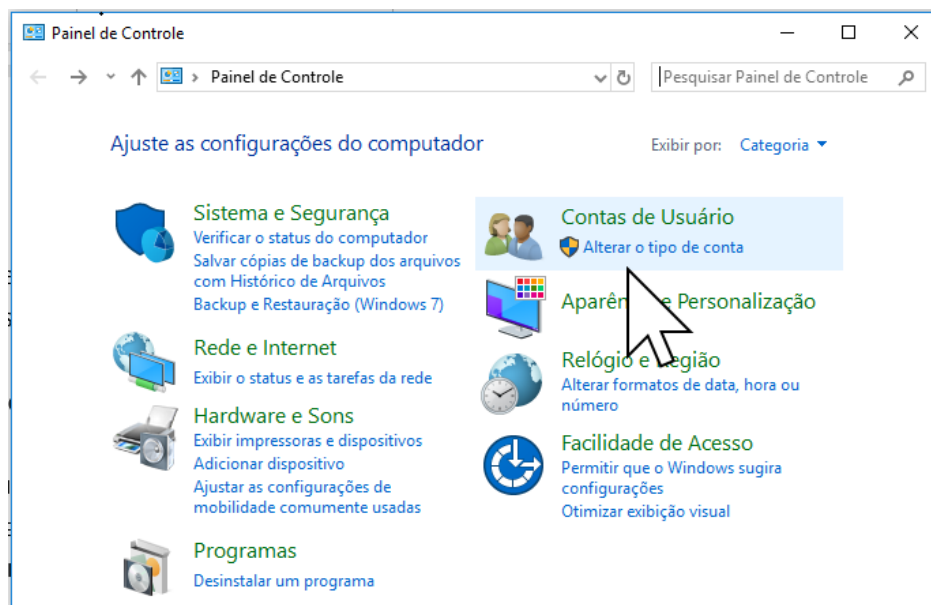 Painel de Controle
Painel de Controle
Pesquisar Painel de Controle
Ajuste as configurações do computador
Exibir por: Categoria
Sistema e Segurança
Verificar o status do computador
Salvar cópias de backup dos arquivos
com Histórico de Arquivos
Backup e Restauração (Windows 7)
Rede e Internet
Exibir o status e as tarefas da rede
Hardware e Sons
Exibir impressoras e dispositivos
Adicionar dispositivo
Ajustar as configurações de
mobilidade comumente usadas
Programas
Desinstalar um programa
Contas de Usuário
Alterar o tipo de conta
Aparência e Personalização
Relógio e Região
Alterar formatos de data, hora ou
número
Facilidade de Acesso
Permitir que o Windows sugira
configurações
Otimizar exibição visual